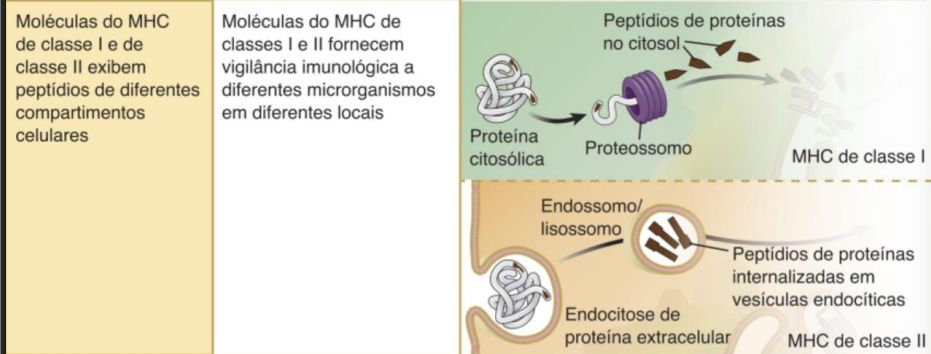 Moléculas do MHC
de classe I e de
classe II exibem
peptídios de diferentes
compartimentos
celulares
Moléculas do MHC de
classes I e II fornecem
vigilância imunológica a
diferentes microrganismos
em diferentes locais
Peptídios de proteínas
no citosol
Proteína
citosólica
Proteossomo
MHC de classe I
Endossomo/
lisossomo
Peptídios de proteínas
internalizadas em
vesículas endocíticas
Endocitose de
proteína extracelular
MHC de classe II